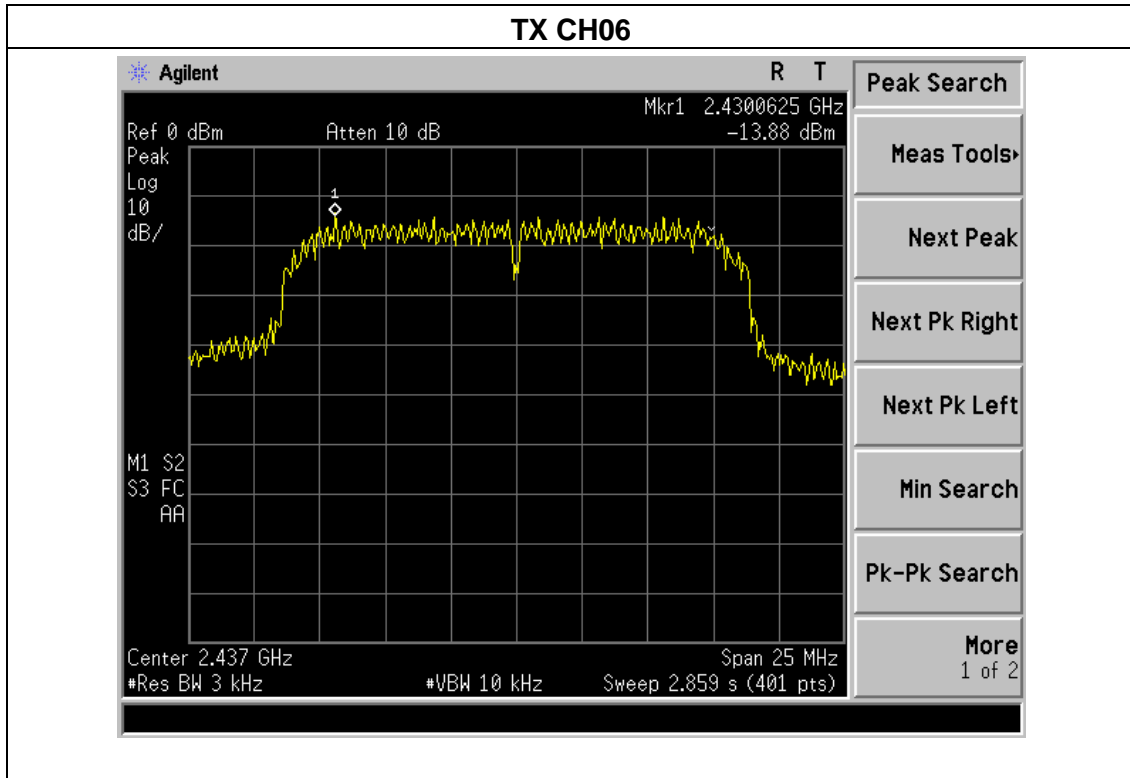 TX CH06
Agilent
R T
Mkr1 2.4300625 GHz
Ref 0 dBm Atten 10 dB -13.88 dBm
Peak
Log
10
dB/
1
M1 S2
S3 FC
AA
Center 2.437 GHz Span 25 MHz
#Res BW 3 kHz #VBW 10 kHz Sweep 2.859 s (401 pts)
Peak Search
Meas Tools
Next Peak
Next Pk Right
Next Pk Left
Min Search
Pk-Pk Search
More
1 of 2